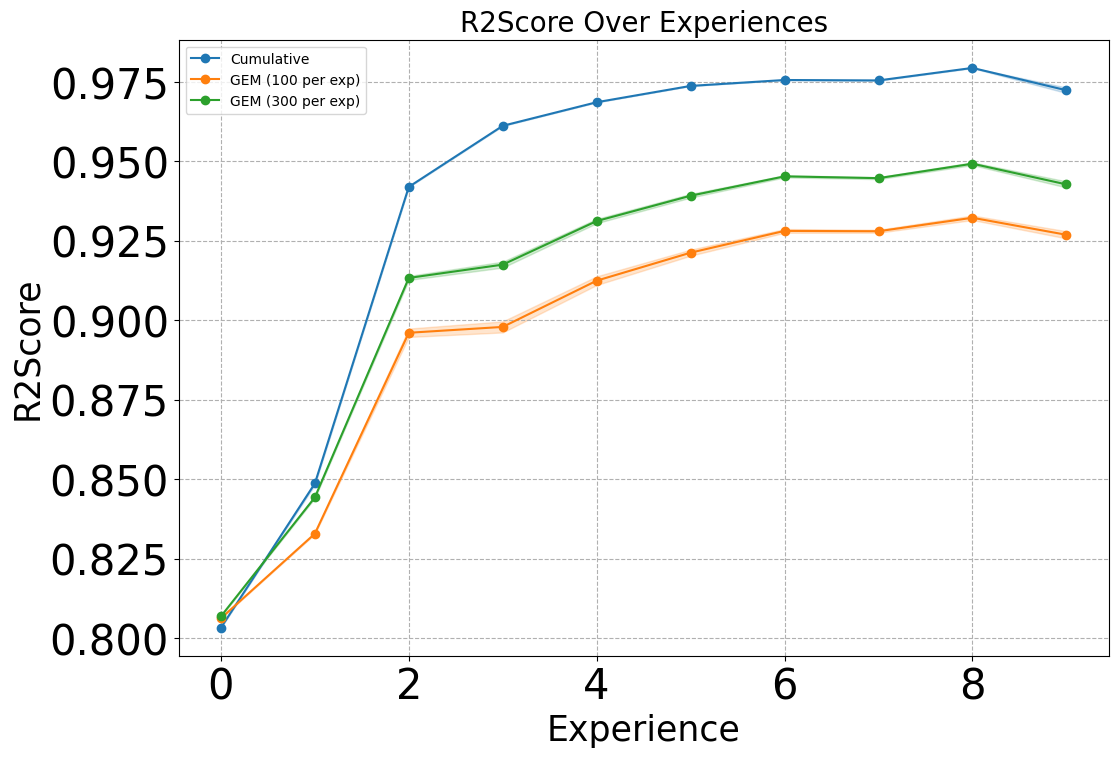 R2Score Over Experiences
Cumulative
GEM (100 per exp)
GEM (300 per exp)
0.975
0.950
0.925
0.900
0.875
0.850
0.825
0.800
R2Score
0 2 4 6 8
Experience